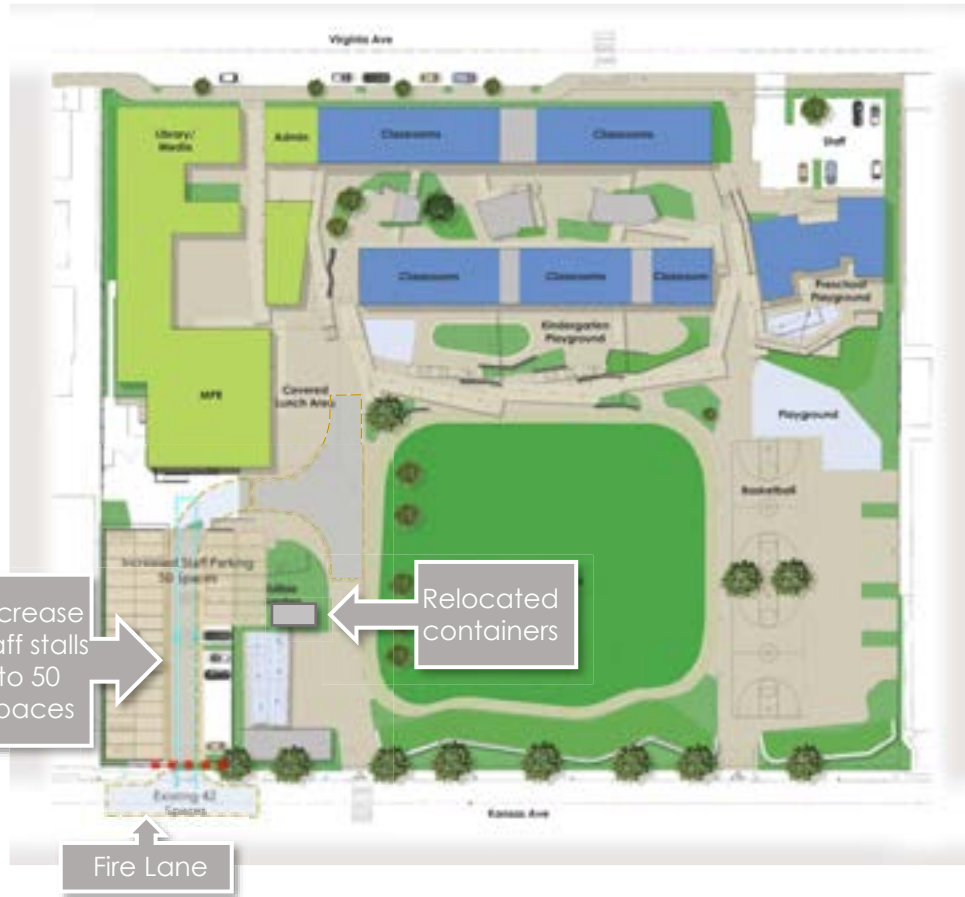 Virginia Ave
Library/
Media
Admin
Classrooms
Classrooms
Staff
Classrooms
Classrooms
Classroom
Preschool
Playground
Kindergarten
Playground
MPR
Covered
Lunch Area
Playground
Basketball
Increased Staff Parking
50 Spaces
crease
aff stalls
to 50
paces
Relocated
containers
Existing 42
Spaces
Kansas Ave
Fire Lane